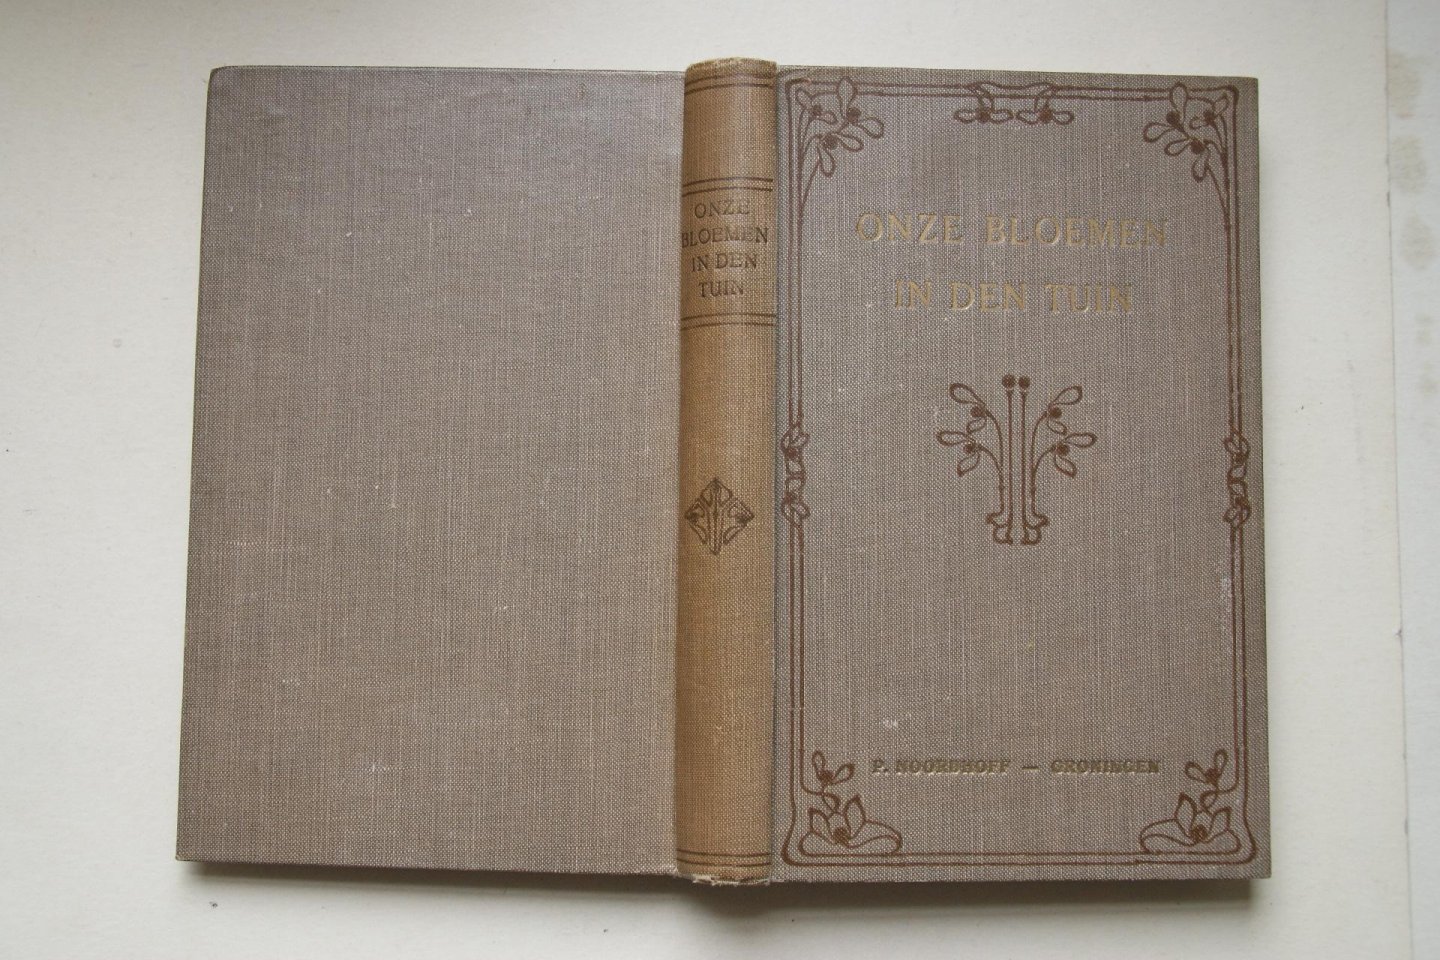 ONZE
BLOEMEN
IN DEN
TUIN
ONZE BLOEMEN
IN DEN TUIN
P. NOORDHOFF — GRONINGEN